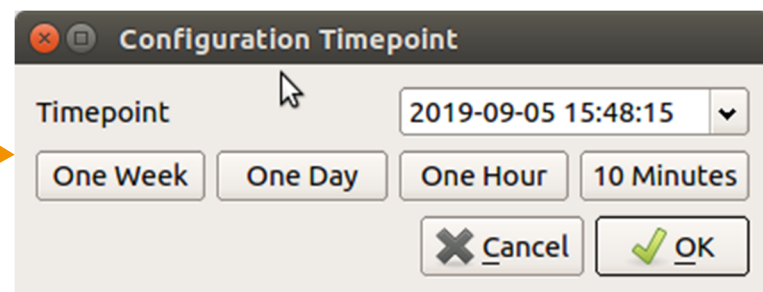 Configuration Timepoint
Timepoint 2019-09-05 15:48:15
One Week One Day One Hour 10 Minutes
Cancel OK